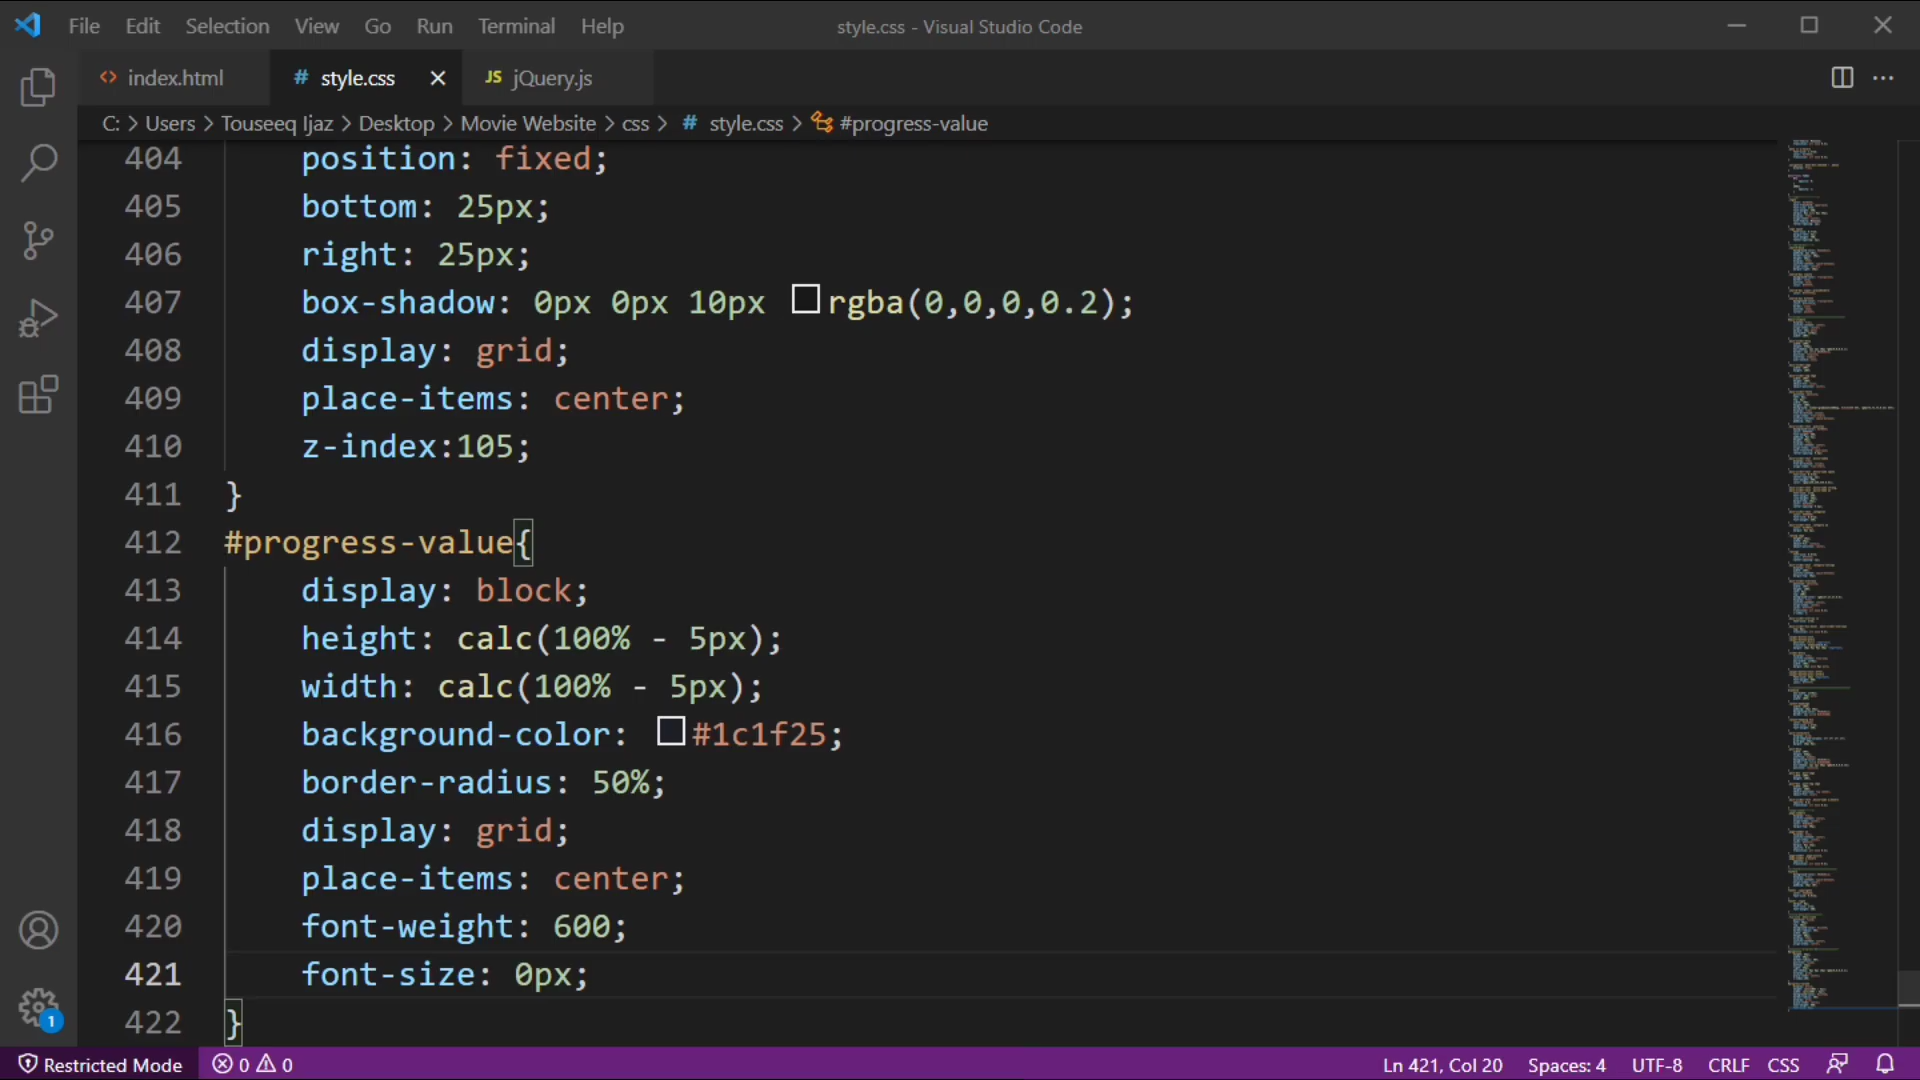 File Edit Selection View Go Run Terminal Help style.css - Visual Studio Code
<> index.html # style.css JS jQuery.js
C: > Users > Touseeq Ijaz > Desktop > Movie Website > css > # style.css > #progress-value
404 position: fixed;
405 bottom: 25px;
406 right: 25px;
407 box-shadow: 0px 0px 10px rgba(0,0,0,0.2);
408 display: grid;
409 place-items: center;
410 z-index:105;
411 }
412 #progress-value{
413 display: block;
414 height: calc(100% - 5px);
415 width: calc(100% - 5px);
416 background-color: #1c1f25;
417 border-radius: 50%;
418 display: grid;
419 place-items: center;
420 font-weight: 600;
421 font-size: 0px;
422 }
1
Restricted Mode 0 0 Ln 421, Col 20 Spaces: 4 UTF-8 CRLF CSS